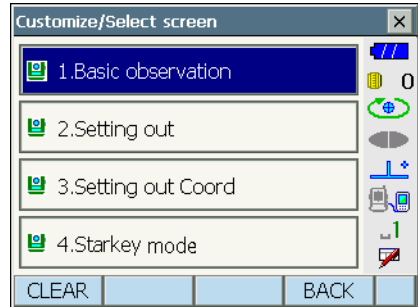 Customize/Select screen
1.Basic observation
0
2.Setting out
3.Setting out Coord
1
4.Starkey mode
CLEAR BACK